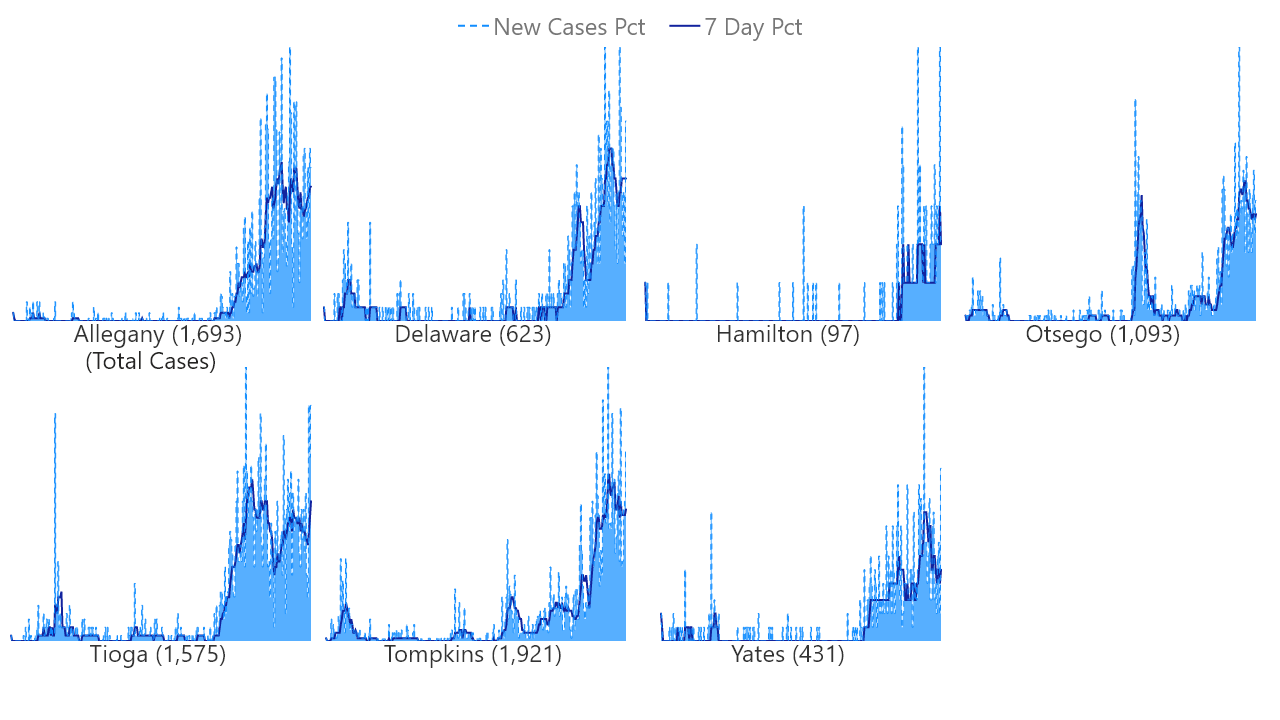 New Cases Pct 7 Day Pct
Allegany (1,693)
(Total Cases)
Delaware (623)
Hamilton (97)
Otsego (1,093)
Tioga (1,575)
Tompkins (1,921)
Yates (431)